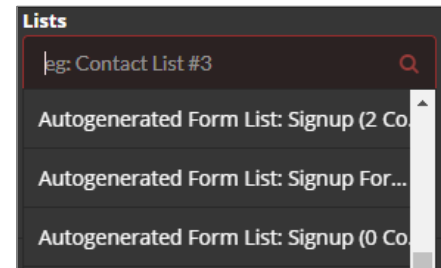 Lists
eg: Contact List #3
Autogenerated Form List: Signup (2 Co.
Autogenerated Form List: Signup For...
Autogenerated Form List: Signup (0 Co.